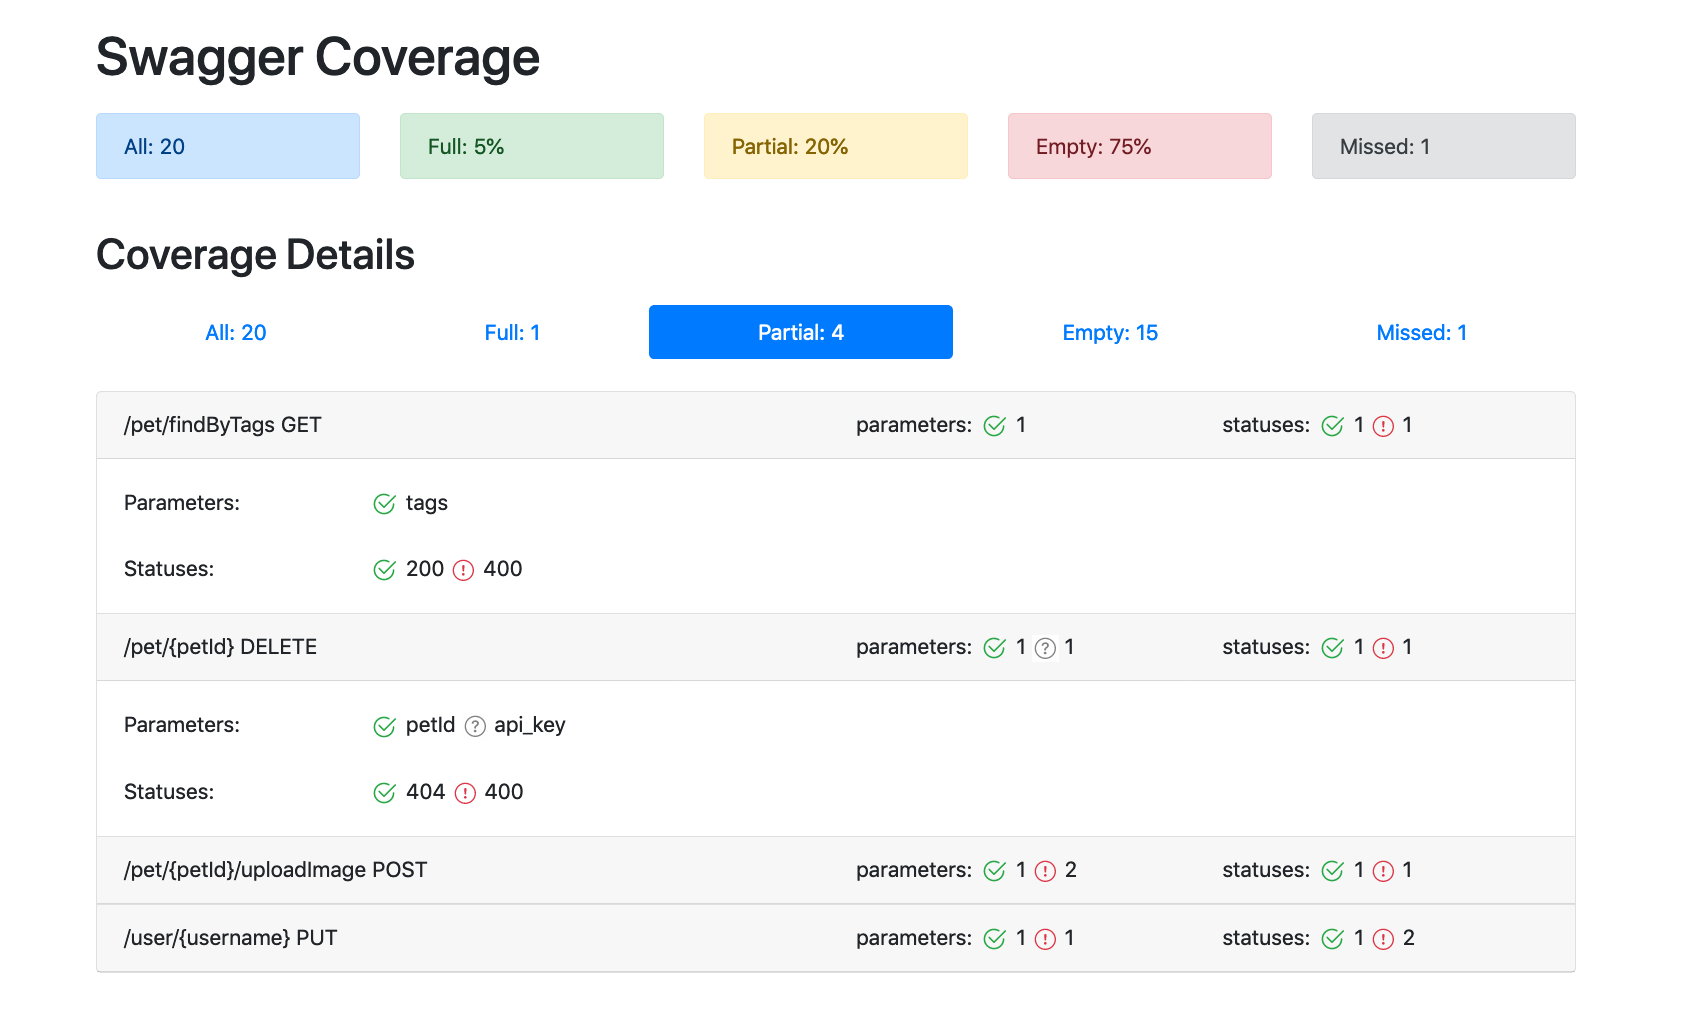 Swagger Coverage
All: 20 Full: 5% Partial: 20% Empty: 75% Missed: 1
Coverage Details
All: 20 Full: 1 Partial: 4 Empty: 15 Missed: 1
/pet/findByTags GET parameters: 1 statuses: 1 ! 1
Parameters: tags
Statuses: 200 ! 400
/pet/{petId} DELETE parameters: 1 ? 1 statuses: 1 ! 1
Parameters: petId ? api_key
Statuses: 404 ! 400
/pet/{petId}/uploadImage POST parameters: 1 ! 2 statuses: 1 ! 1
/user/{username} PUT parameters: 1 ! 1 statuses: 1 ! 2